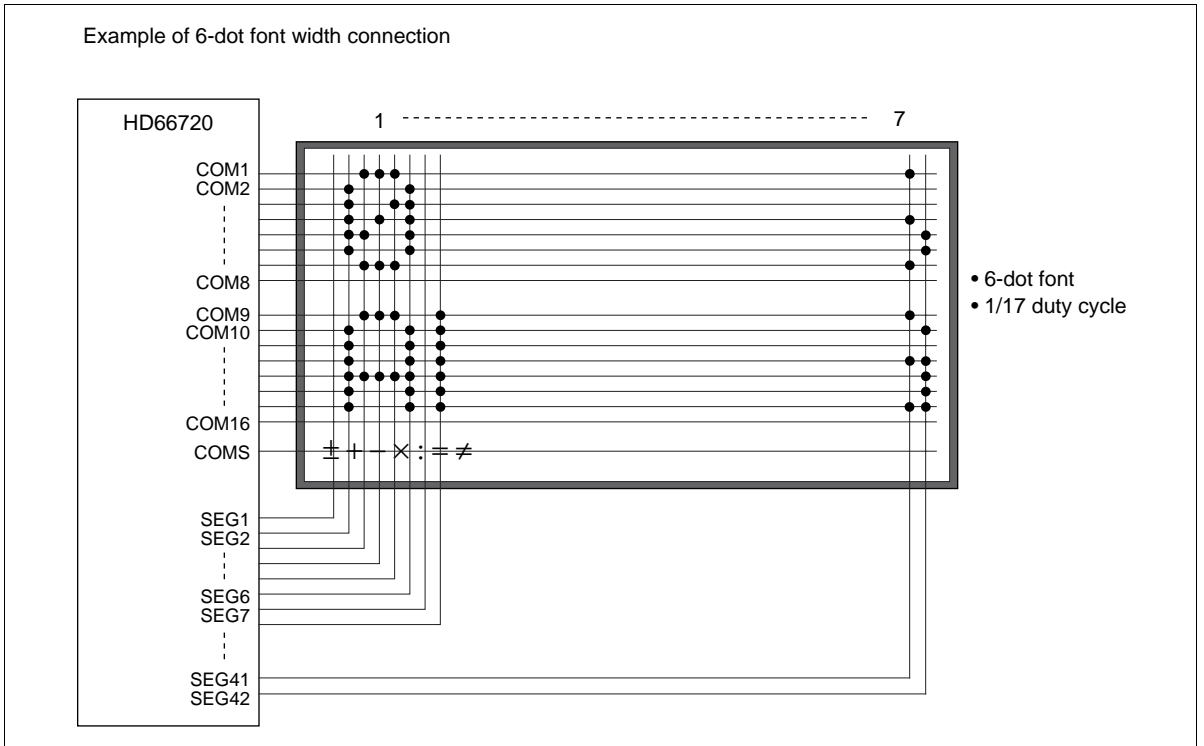 Example of 6-dot font width connection
HD66720
1
7
COM1
COM2
COM8
COM9
COM10
COM16
COMS
± + − × : = ≠
• 6-dot font
• 1/17 duty cycle
SEG1
SEG2
SEG6
SEG7
SEG41
SEG42